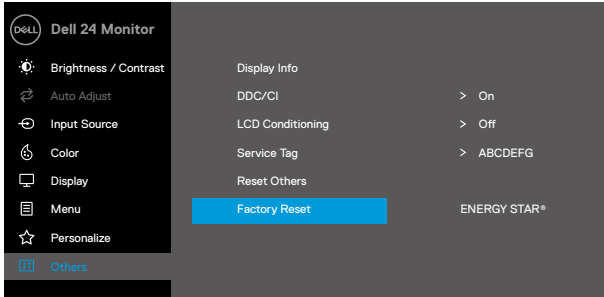 DELL Dell 24 Monitor
Brightness / Contrast
Auto Adjust
Input Source
Color
Display
Menu
Personalize
Others
Display Info
DDC/CI > On
LCD Conditioning > Off
Service Tag > ABCDEFG
Reset Others
Factory Reset ENERGY STAR®